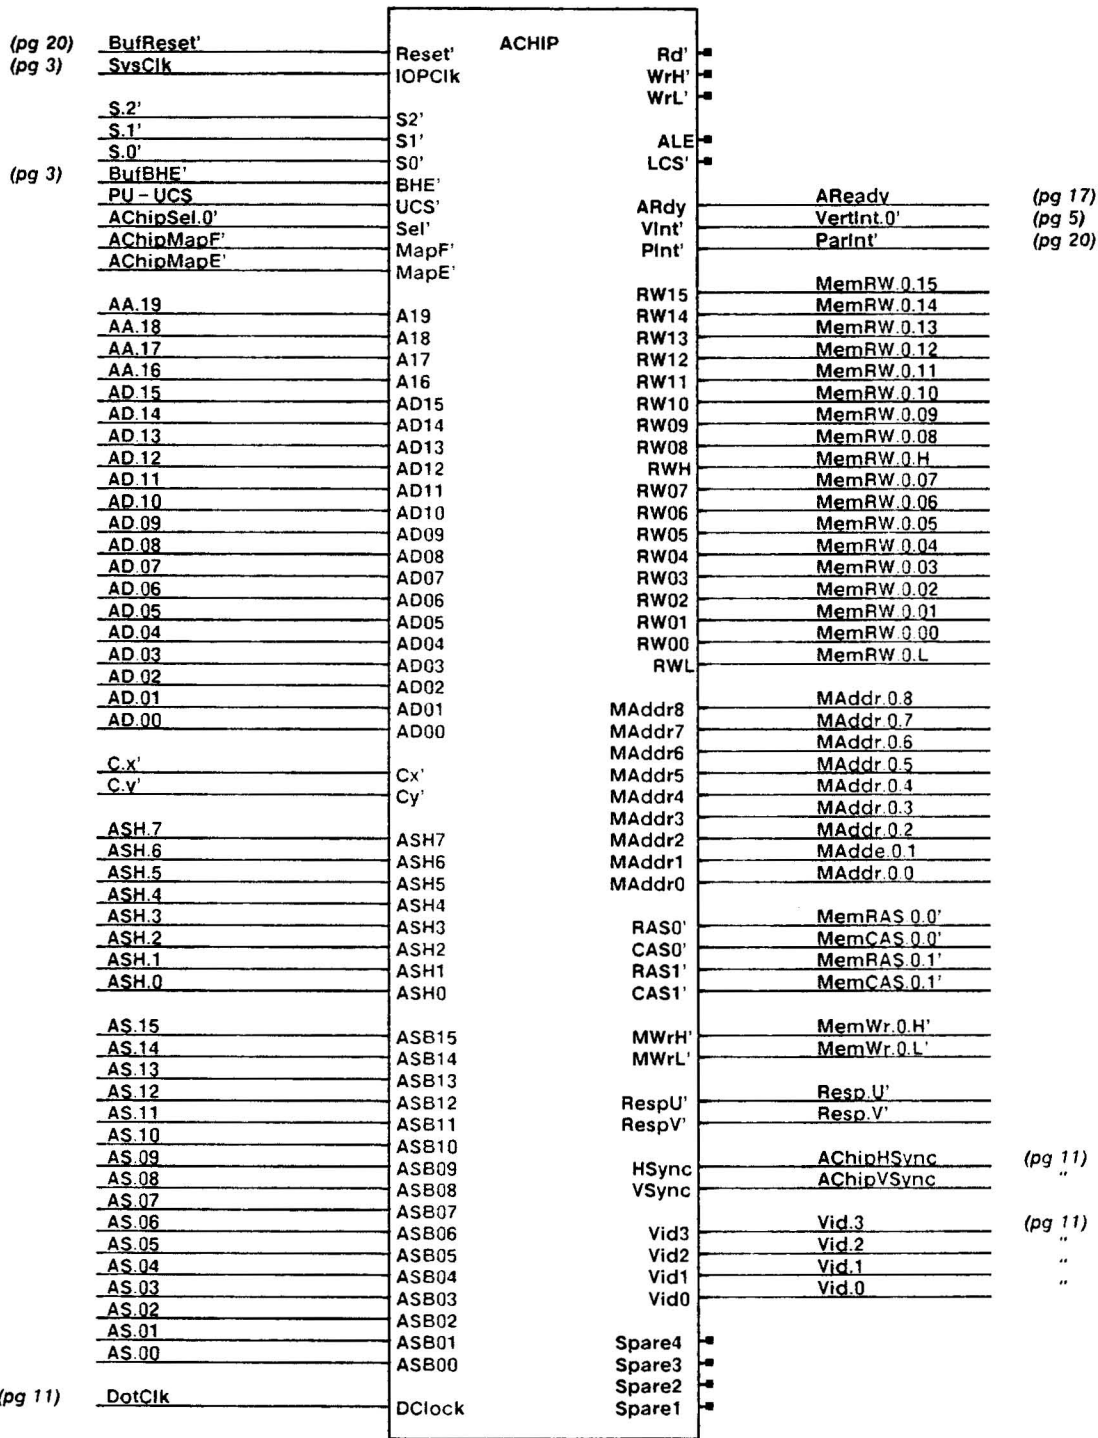 ACHIP
(pg 20) BufReset' Reset' Rd'
(pg 3) SysClk IOPClk WrH'
WrL'
S.2' S2'
S.1' S1' ALE
S.0' S0' LCS'
(pg 3) BufBHE' BHE'
PU-UCS UCS' ARdy AReady (pg 17)
AChipSel.0' Sel' VInt' VertInt.0' (pg 5)
AChipMapF' MapF' PInt' ParInt' (pg 20)
AChipMapE' MapE'
RW15 MemRW.0.15
AA.19 A19 RW14 MemRW.0.14
AA.18 A18 RW13 MemRW.0.13
AA.17 A17 RW12 MemRW.0.12
AA.16 A16 RW11 MemRW.0.11
AD.15 AD15 RW10 MemRW.0.10
AD.14 AD14 RW09 MemRW.0.09
AD.13 AD13 RW08 MemRW.0.08
AD.12 AD12 RWH MemRW.0.H
AD.11 AD11 RW07 MemRW.0.07
AD.10 AD10 RW06 MemRW.0.06
AD.09 AD09 RW05 MemRW.0.05
AD.08 AD08 RW04 MemRW.0.04
AD.07 AD07 RW03 MemRW.0.03
AD.06 AD06 RW02 MemRW.0.02
AD.05 AD05 RW01 MemRW.0.01
AD.04 AD04 RW00 MemRW.0.00
AD.03 AD03 RWL MemRW.0.L
AD.02 AD02
AD.01 AD01 MAddr8 MAddr.0.8
AD.00 AD00 MAddr7 MAddr.0.7
MAddr6 MAddr.0.6
C.x' Cx' MAddr5 MAddr.0.5
C.y' Cy' MAddr4 MAddr.0.4
MAddr3 MAddr.0.3
ASH.7 ASH7 MAddr2 MAddr.0.2
ASH.6 ASH6 MAddr1 MAdde.0.1
ASH.5 ASH5 MAddr0 MAddr.0.0
ASH.4 ASH4
ASH.3 ASH3 RAS0' MemRAS.0.0'
ASH.2 ASH2 CAS0' MemCAS.0.0'
ASH.1 ASH1 RAS1' MemRAS.0.1'
ASH.0 ASH0 CAS1' MemCAS.0.1'
AS.15 ASB15 MWrH' MemWr.0.H'
AS.14 ASB14 MWrL' MemWr.0.L'
AS.13 ASB13
AS.12 ASB12 RespU' Resp.U'
AS.11 ASB11 RespV' Resp.V'
AS.10 ASB10
AS.09 ASB09 HSync AChipHSync (pg 11)
AS.08 ASB08 VSync AChipVSync "
AS.07 ASB07
AS.06 ASB06 Vid3 Vid.3 (pg 11)
AS.05 ASB05 Vid2 Vid.2 "
AS.04 ASB04 Vid1 Vid.1 "
AS.03 ASB03 Vid0 Vid.0 "
AS.02 ASB02
AS.01 ASB01 Spare4
AS.00 ASB00 Spare3
Spare2
(pg 11) DotClk DClock Spare1